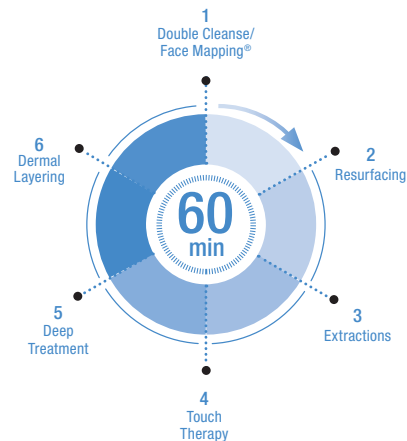 1
Double Cleanse/
Face Mapping®
2
Resurfacing
3
Extractions
4
Touch
Therapy
5
Deep
Treatment
6
Dermal
Layering
60
min